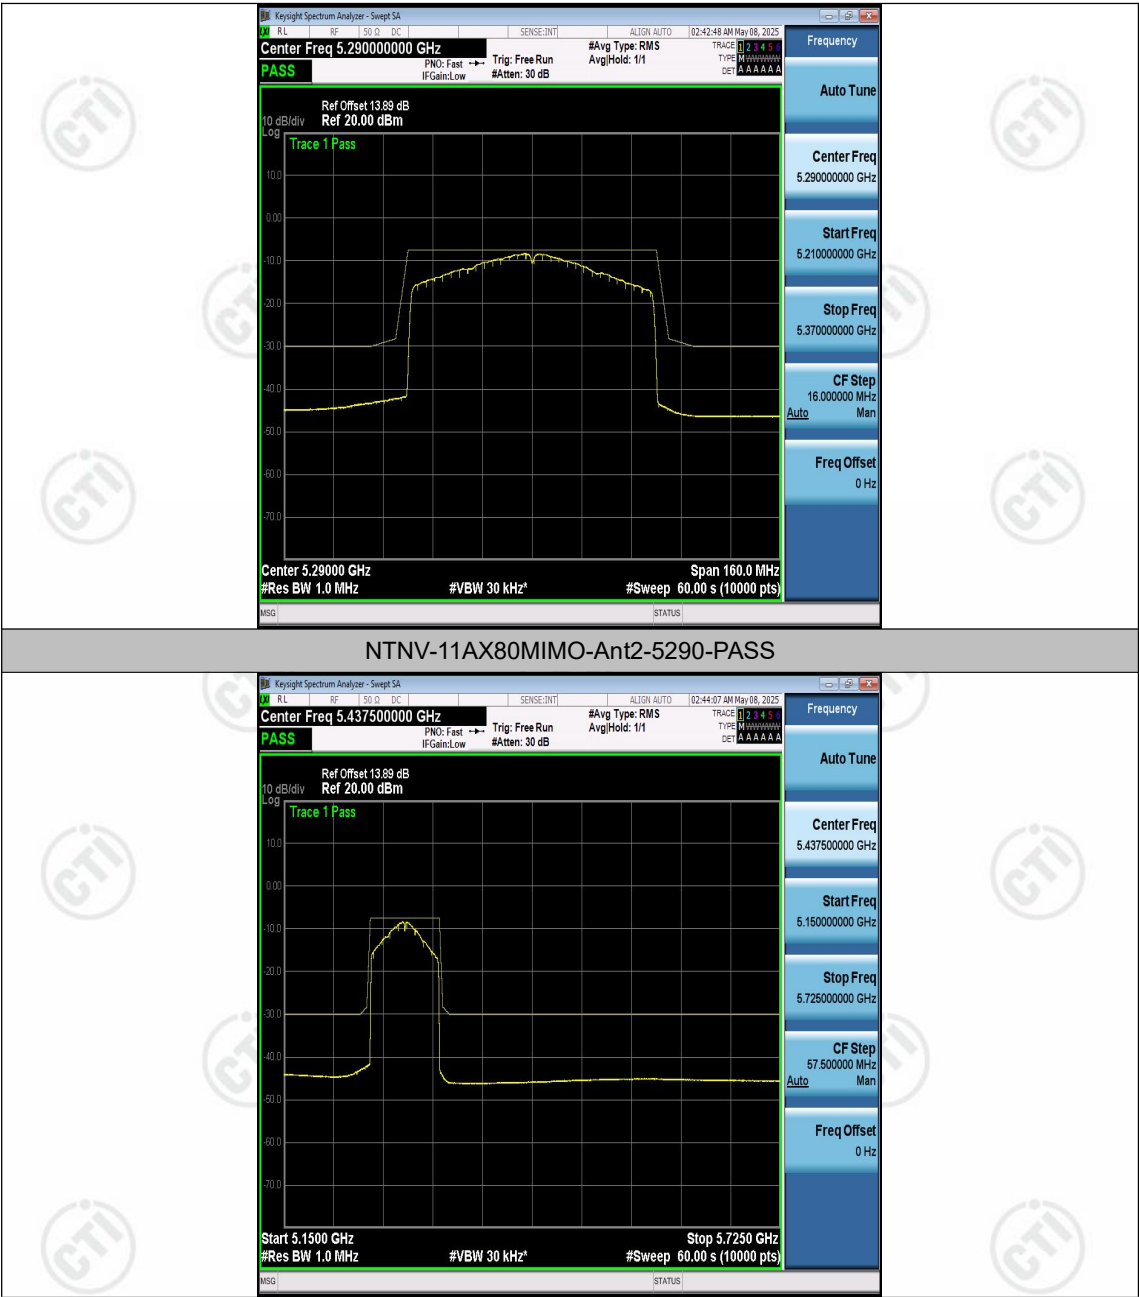 Keysight Spectrum Analyzer - Swept SA
RL RF 50 Ω DC SENSE:INT ALIGN AUTO 02:42:48 AM May 08, 2025
Center Freq 5.290000000 GHz
#Avg Type: RMS
TRACE 1 2 3 4 5 6
PASS
PNO: Fast
IFGain:Low
Trig: Free Run
#Atten: 30 dB
Avg|Hold: 1/1
TYPE M WWWWW
DET A A A A A A
Ref Offset 13.89 dB
10 dB/div Ref 20.00 dBm
Log
Trace 1 Pass
10.0
0.00
-10.0
-20.0
-30.0
-40.0
-50.0
-60.0
-70.0
Center 5.29000 GHz Span 160.0 MHz
#Res BW 1.0 MHz #VBW 30 kHz* #Sweep 60.00 s (10000 pts)
MSG STATUS
Frequency
Auto Tune
Center Freq
5.290000000 GHz
Start Freq
5.210000000 GHz
Stop Freq
5.370000000 GHz
CF Step
16.000000 MHz
Auto Man
Freq Offset
0 Hz
NTNV-11AX80MIMO-Ant2-5290-PASS
Keysight Spectrum Analyzer - Swept SA
RL RF 50 Ω DC SENSE:INT ALIGN AUTO 02:44:07 AM May 08, 2025
Center Freq 5.437500000 GHz
#Avg Type: RMS
TRACE 1 2 3 4 5 6
PASS
PNO: Fast
IFGain:Low
Trig: Free Run
#Atten: 30 dB
Avg|Hold: 1/1
TYPE M WWWWW
DET A A A A A A
Ref Offset 13.89 dB
10 dB/div Ref 20.00 dBm
Log
Trace 1 Pass
10.0
0.00
-10.0
-20.0
-30.0
-40.0
-50.0
-60.0
-70.0
Start 5.1500 GHz Stop 5.7250 GHz
#Res BW 1.0 MHz #VBW 30 kHz* #Sweep 60.00 s (10000 pts)
MSG STATUS
Frequency
Auto Tune
Center Freq
5.437500000 GHz
Start Freq
5.150000000 GHz
Stop Freq
5.725000000 GHz
CF Step
57.500000 MHz
Auto Man
Freq Offset
0 Hz
CTI
CTI
CTI
CTI
CTI
CTI
CTI
CTI